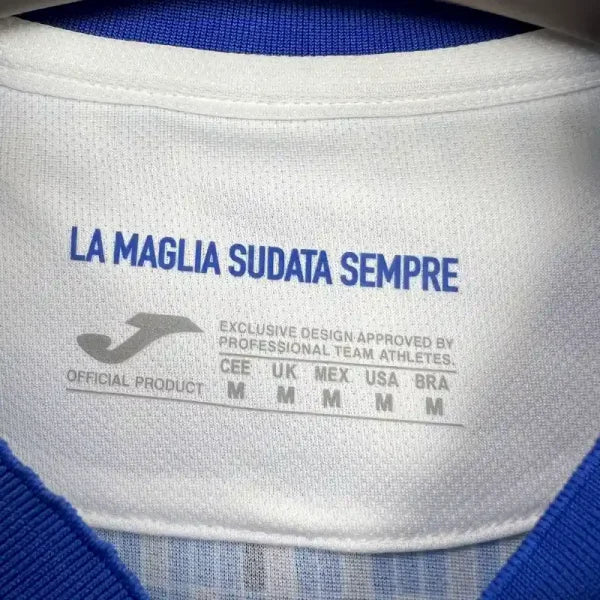 LA MAGLIA SUDATA SEMPRE
EXCLUSIVE DESIGN APPROVED BY
PROFESSIONAL TEAM ATHLETES.
OFFICIAL PRODUCT
CEE UK MEX USA BRA
M M M M M